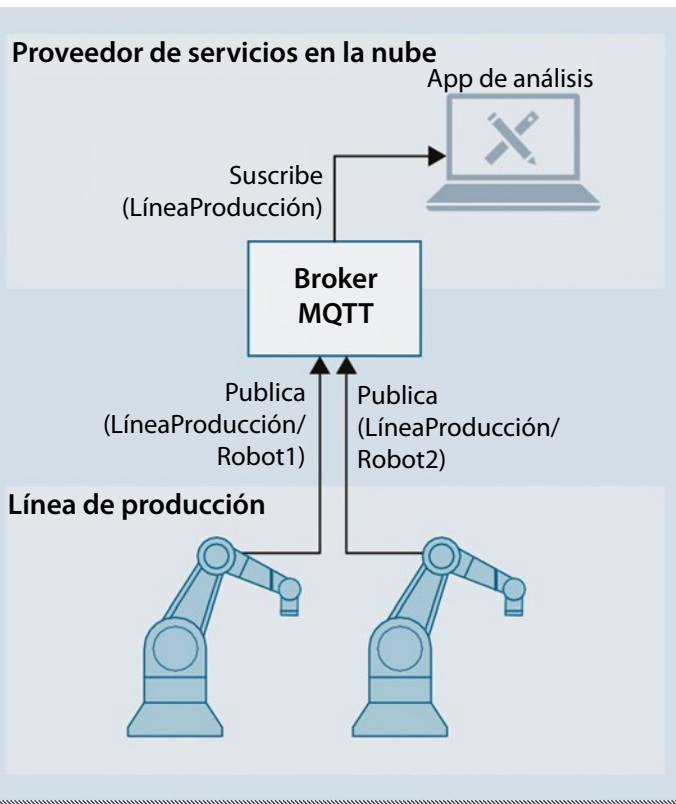 Proveedor de servicios en la nube
App de análisis
Suscribe
(LíneaProducción)
Broker
MQTT
Publica
(LíneaProducción/
Robot1)
Publica
(LíneaProducción/
Robot2)
Línea de producción